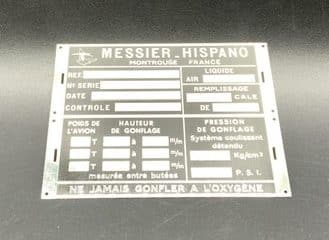 MESSIER_HISPANO
MONTROUGE FRANCE
REF.
N° SERIE
DATE
CONTROLE
LIQUIDE
AIR
REMPLISSAGE
CALE
DE
POIDS DE L'AVION
HAUTEUR DE GONFLAGE
T à m/m
T à m/m
T à m/m
mesurée entre butées
PRESSION
DE GONFLAGE
Système coulissant
détendu
Kg/cm²
P.S.I.
NE JAMAIS GONFLER A L'OXYGÈNE